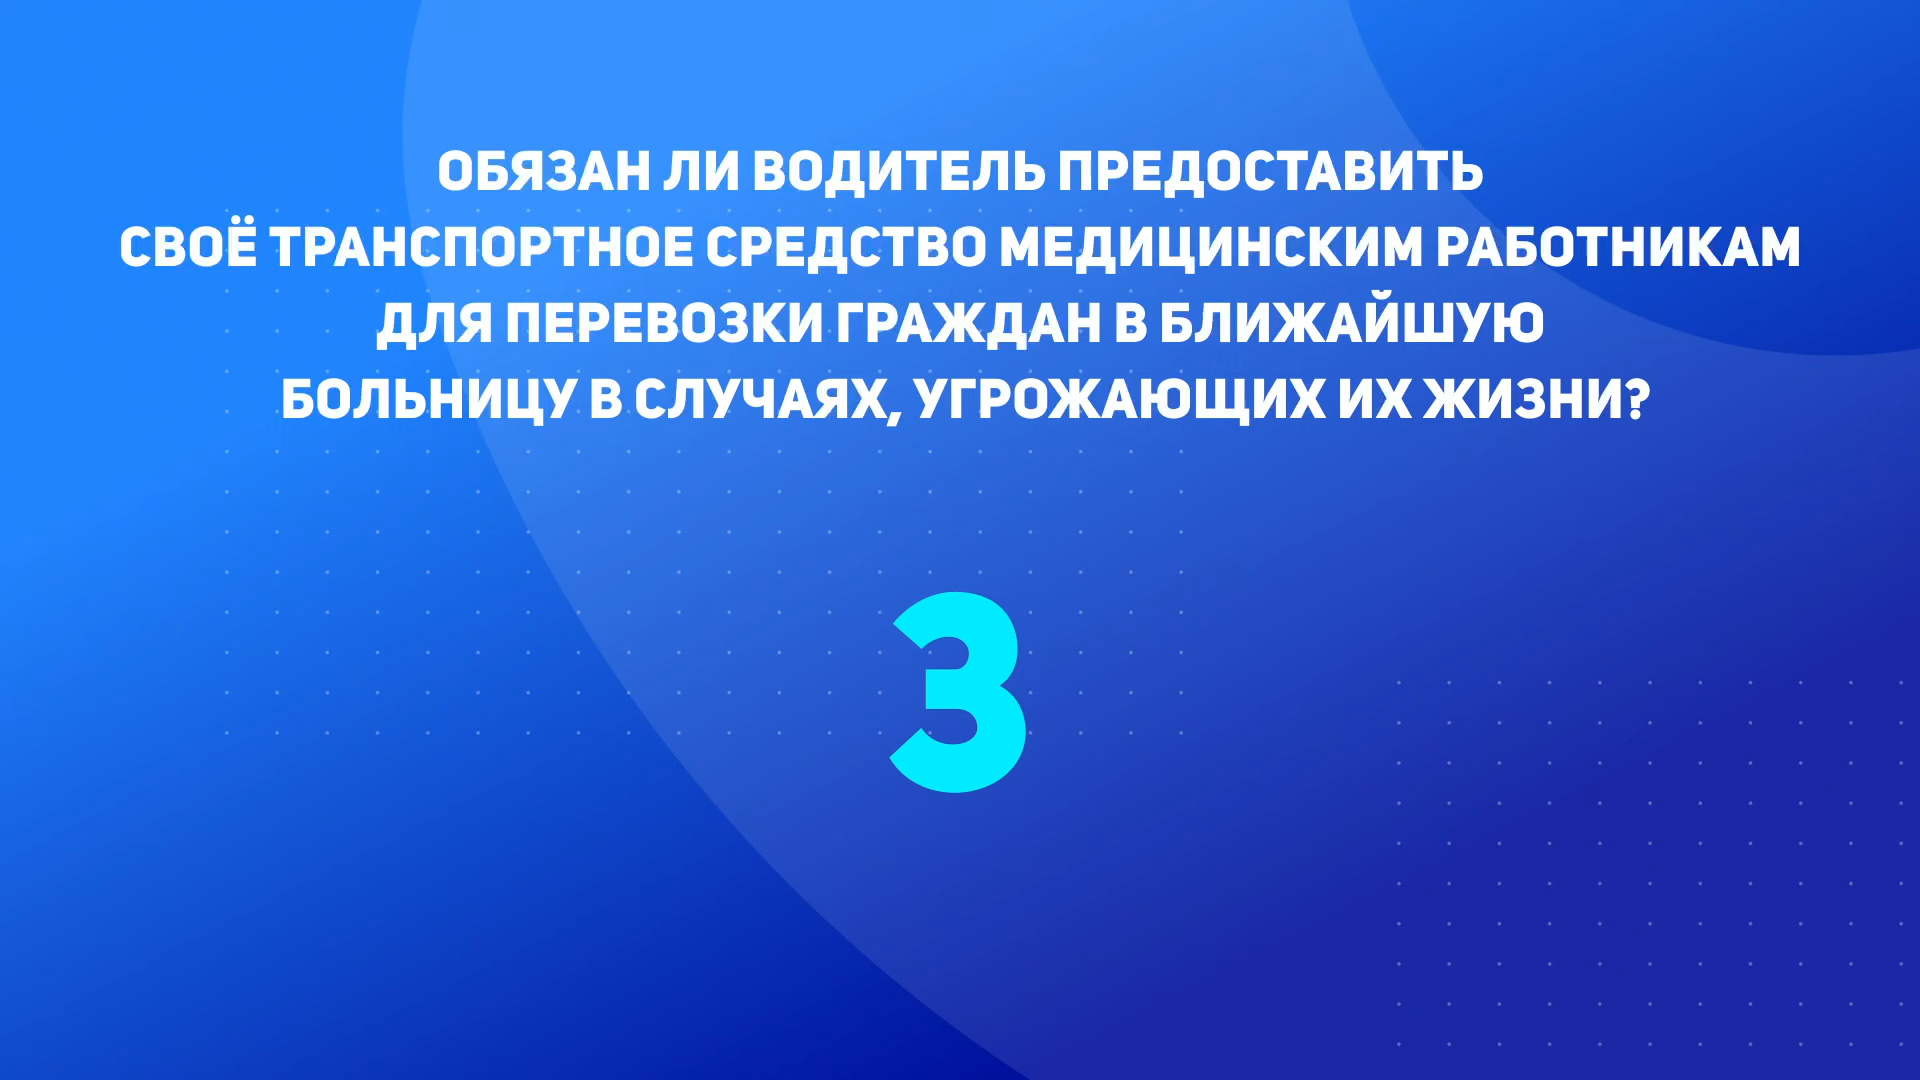 ОБЯЗАН ЛИ ВОДИТЕЛЬ ПРЕДОСТАВИТЬ
СВОЁ ТРАНСПОРТНОЕ СРЕДСТВО МЕДИЦИНСКИМ РАБОТНИКАМ
ДЛЯ ПЕРЕВОЗКИ ГРАЖДАН В БЛИЖАЙШУЮ
БОЛЬНИЦУ В СЛУЧАЯХ, УГРОЖАЮЩИХ ИХ ЖИЗНИ?
3